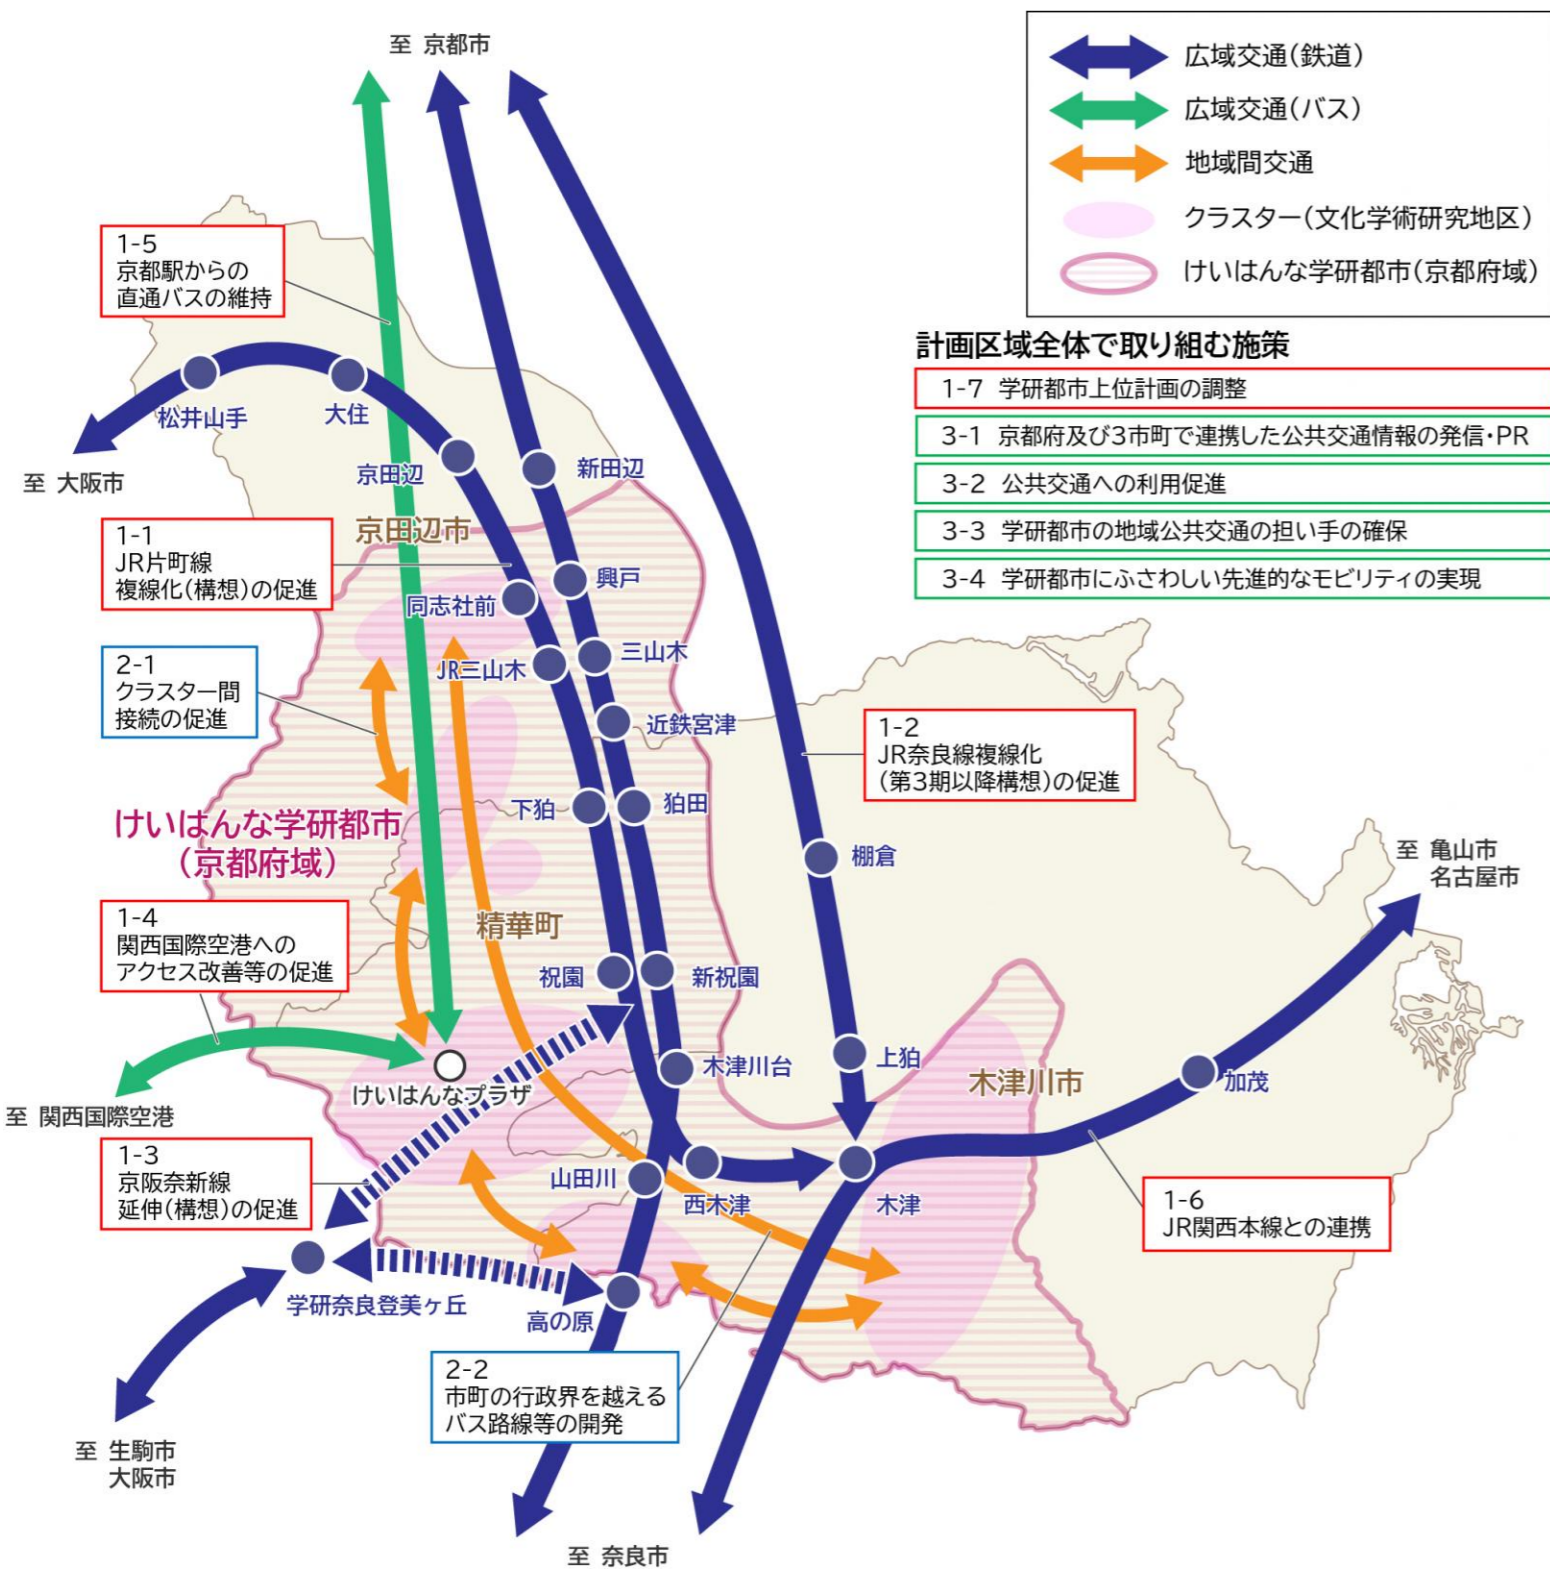 至 京都市
広域交通(鉄道)
広域交通(バス)
地域間交通
クラスター(文化学術研究地区)
けいはんな学研都市(京都府域)
計画区域全体で取り組む施策
1-7 学研都市上位計画の調整
3-1 京都府及び3市町で連携した公共交通情報の発信・PR
3-2 公共交通への利用促進
3-3 学研都市の地域公共交通の担い手の確保
3-4 学研都市にふさわしい先進的なモビリティの実現
1-5
京都駅からの
直通バスの維持
松井山手
大住
至 大阪市
京田辺
新田辺
京田辺市
1-1
JR片町線
複線化(構想)の促進
興戸
同志社前
2-1
クラスター間
接続の促進
JR三山木
三山木
近鉄宮津
1-2
JR奈良線複線化
(第3期以降構想)の促進
下狛
狛田
けいはんな学研都市
(京都府域)
棚倉
至 亀山市
名古屋市
1-4
関西国際空港への
アクセス改善等の促進
精華町
祝園
新祝園
木津川台
上狛
木津川市
加茂
けいはんなプラザ
至 関西国際空港
1-3
京阪奈新線
延伸(構想)の促進
山田川
西木津
木津
1-6
JR関西本線との連携
学研奈良登美ヶ丘
高の原
2-2
市町の行政界を越える
バス路線等の開発
至 生駒市
大阪市
至 奈良市